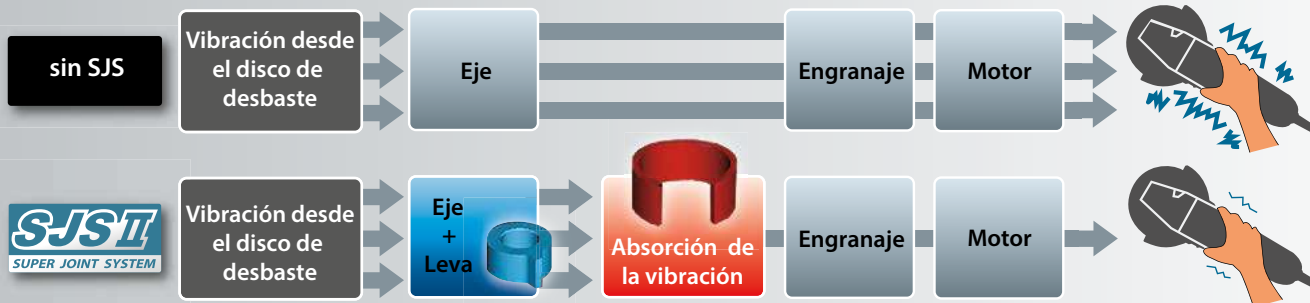 sin SJS
Vibración desde
el disco de
desbaste
Eje
Engranaje
Motor
SJS II
SUPER JOINT SYSTEM
Vibración desde
el disco de
desbaste
Eje
+
Leva
Absorción de
la vibración
Engranaje
Motor